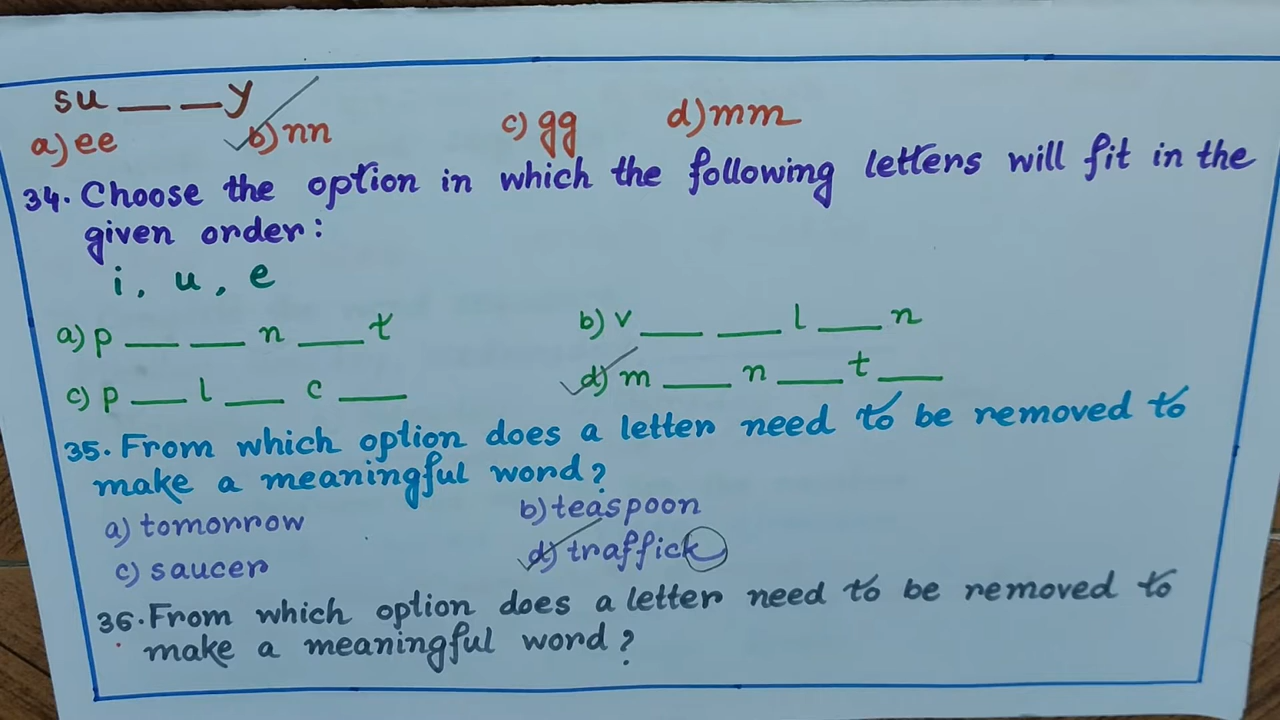 su _ _ y
a) ee b) nn c) gg d) mm
34. Choose the option in which the following letters will fit in the
given order:
i, u, e
a) p _ _ n _ t b) v _ _ l _ n
c) p _ l _ c _ d) m _ n _ t _
35. From which option does a letter need to be removed to
make a meaningful word?
a) tomorrow b) teaspoon
c) saucer d) traffick
36. From which option does a letter need to be removed to
make a meaningful word?